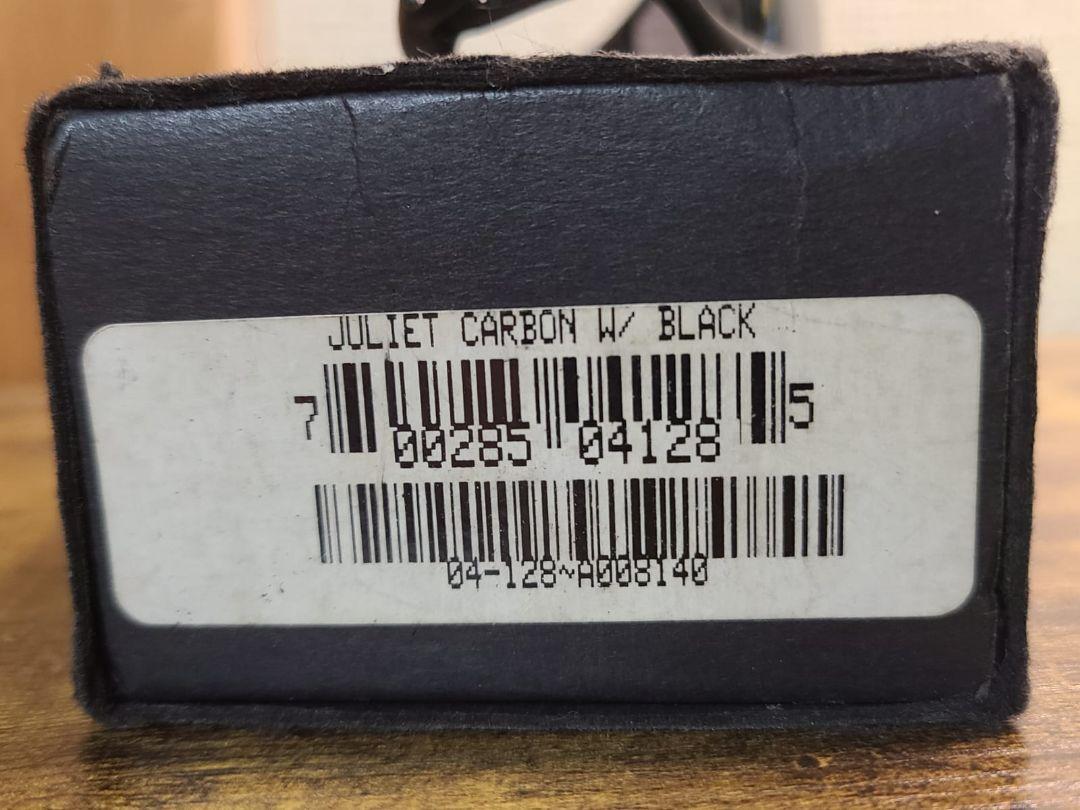 JULIET CARBON W/ BLACK
7 00285 04128 5
04-128~A008140